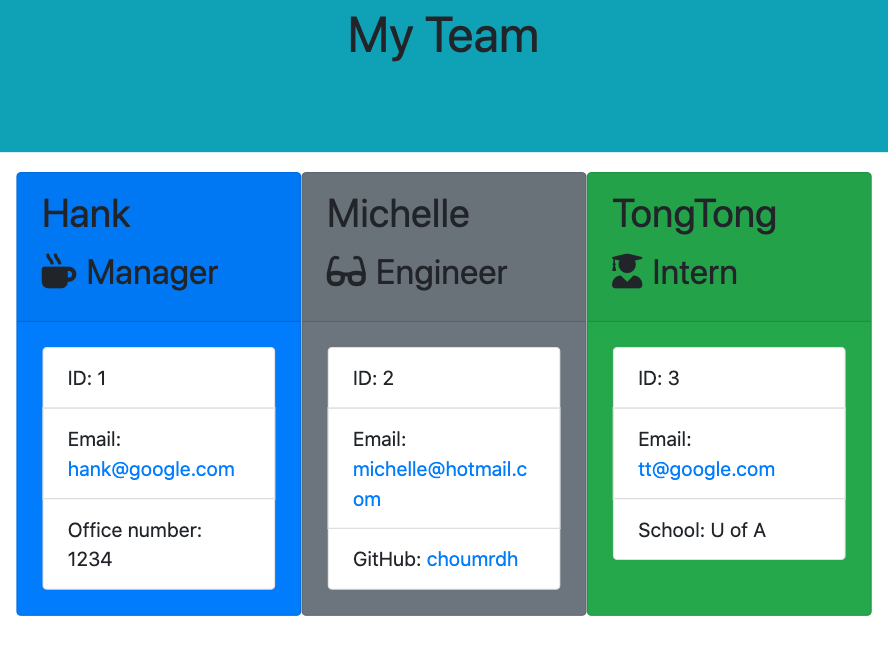 My Team
Hank
Manager
ID: 1
Email:
hank@google.com
Office number:
1234
Michelle
Engineer
ID: 2
Email:
michelle@hotmail.c
om
GitHub: choumrdh
TongTong
Intern
ID: 3
Email:
tt@google.com
School: U of A